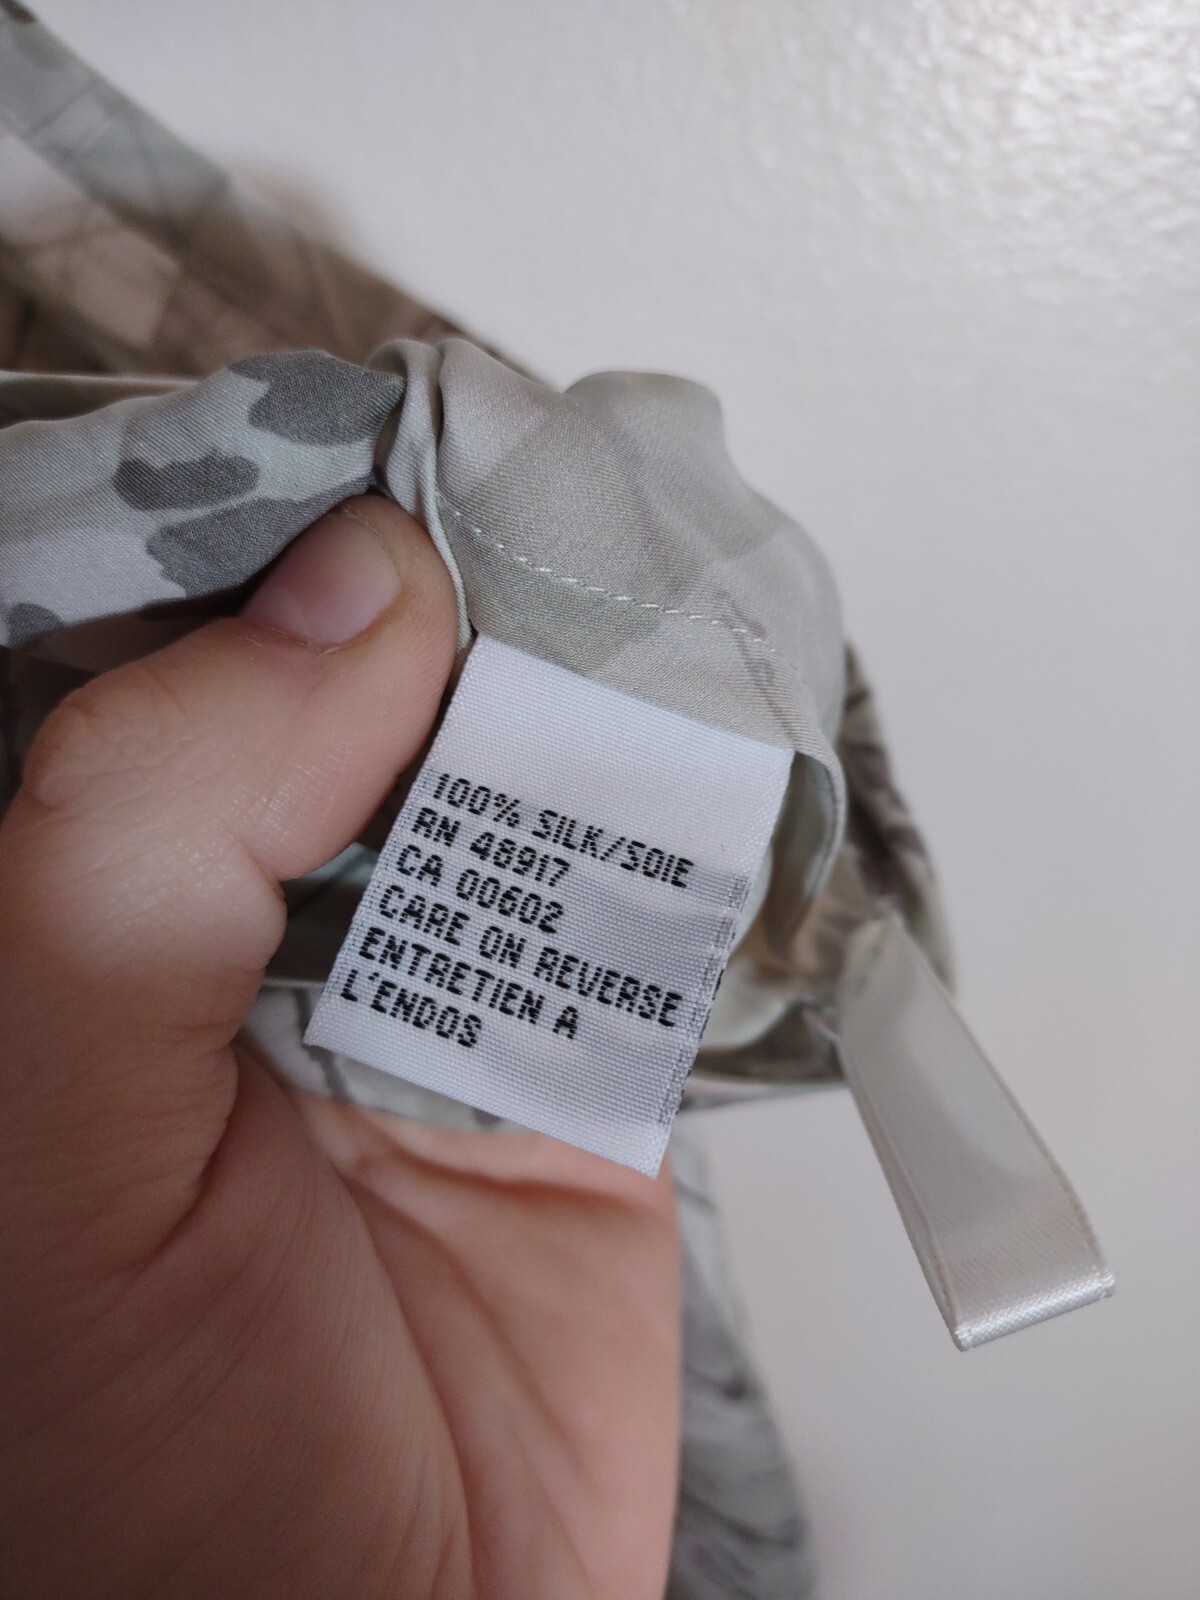 100% SILK/SOIE
RN 48917
CA 00602
CARE ON REVERSE
ENTRETIEN A
L'ENDOS